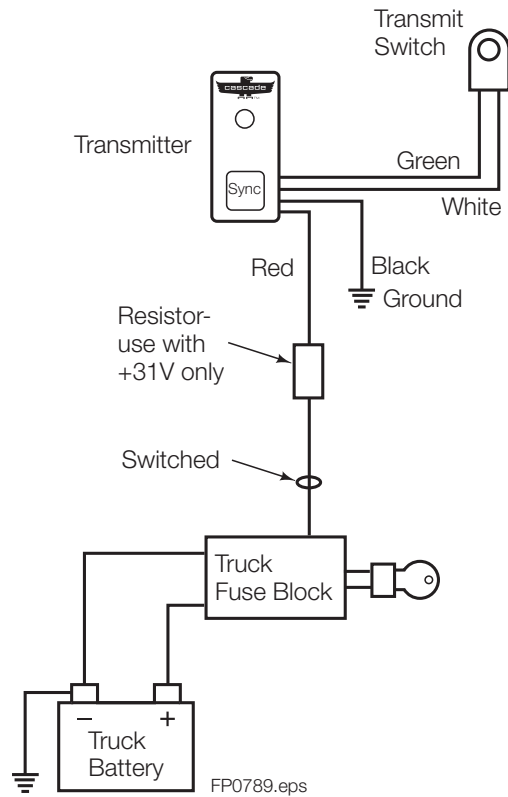 Transmit
Switch
cascade
Transmitter
Sync
Green
White
Red
Black
Ground
Resistor-
use with
+31V only
Switched
Truck
Fuse Block
− +
Truck
Battery
FP0789.eps